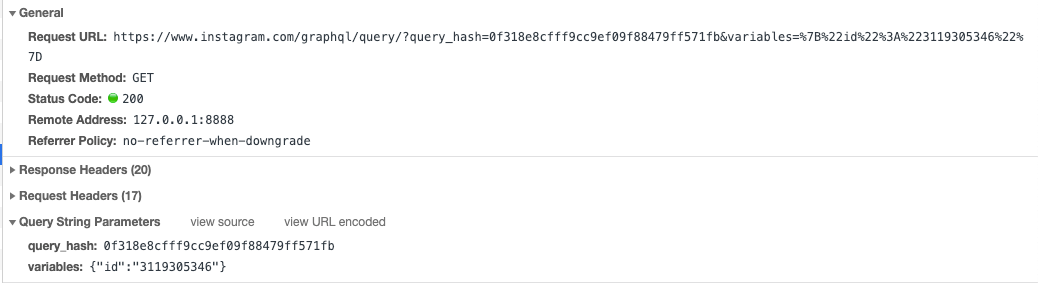 General
Request URL: https://www.instagram.com/graphql/query/?query_hash=0f318e8cfff9cc9ef09f88479ff571fb&variables=%7B%22id%22%3A%223119305346%22%
7D
Request Method: GET
Status Code: 200
Remote Address: 127.0.0.1:8888
Referrer Policy: no-referrer-when-downgrade
Response Headers (20)
Request Headers (17)
Query String Parameters view source view URL encoded
query_hash: 0f318e8cfff9cc9ef09f88479ff571fb
variables: {"id":"3119305346"}